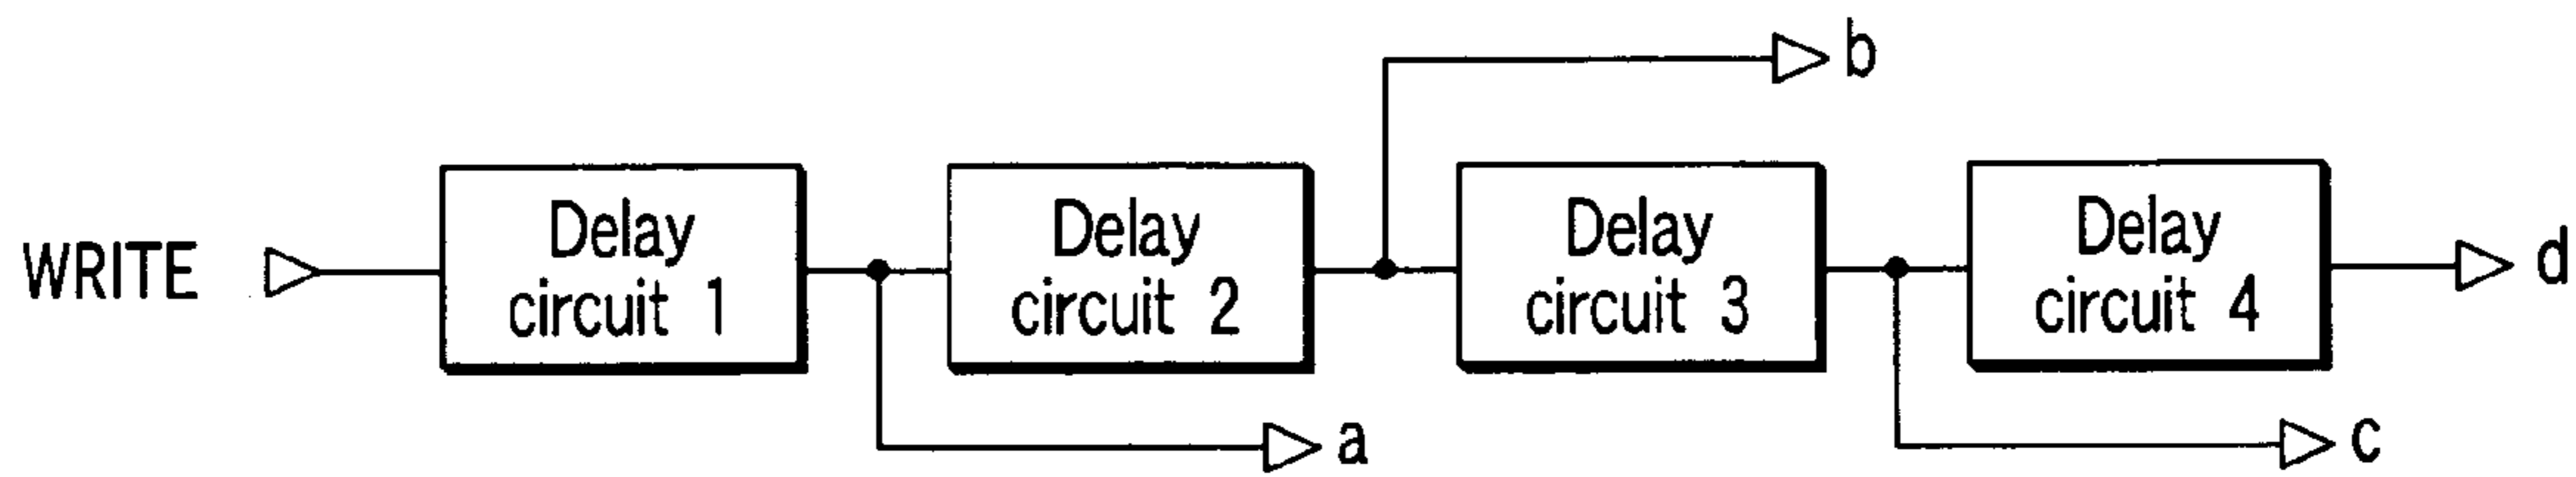 b
WRITE
Delay
circuit 1
Delay
circuit 2
Delay
circuit 3
Delay
circuit 4
d
a
c